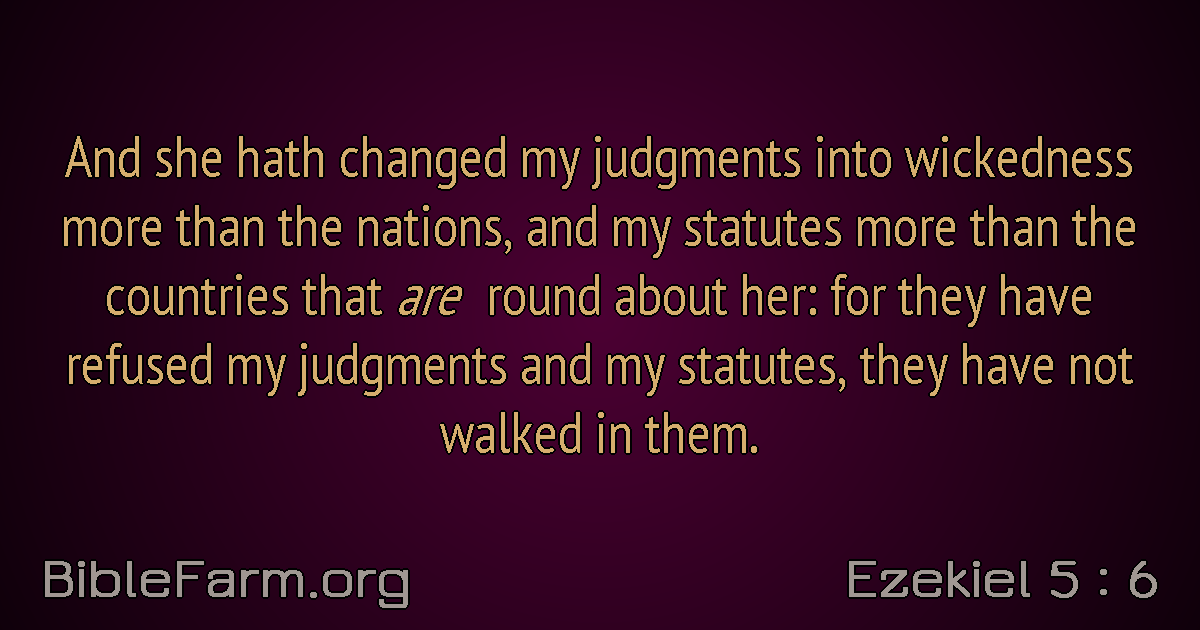 And she hath changed my judgments into wickedness
more than the nations, and my statutes more than the
countries that are round about her: for they have
refused my judgments and my statutes, they have not
walked in them.
BibleFarm.org
Ezekiel 5 : 6